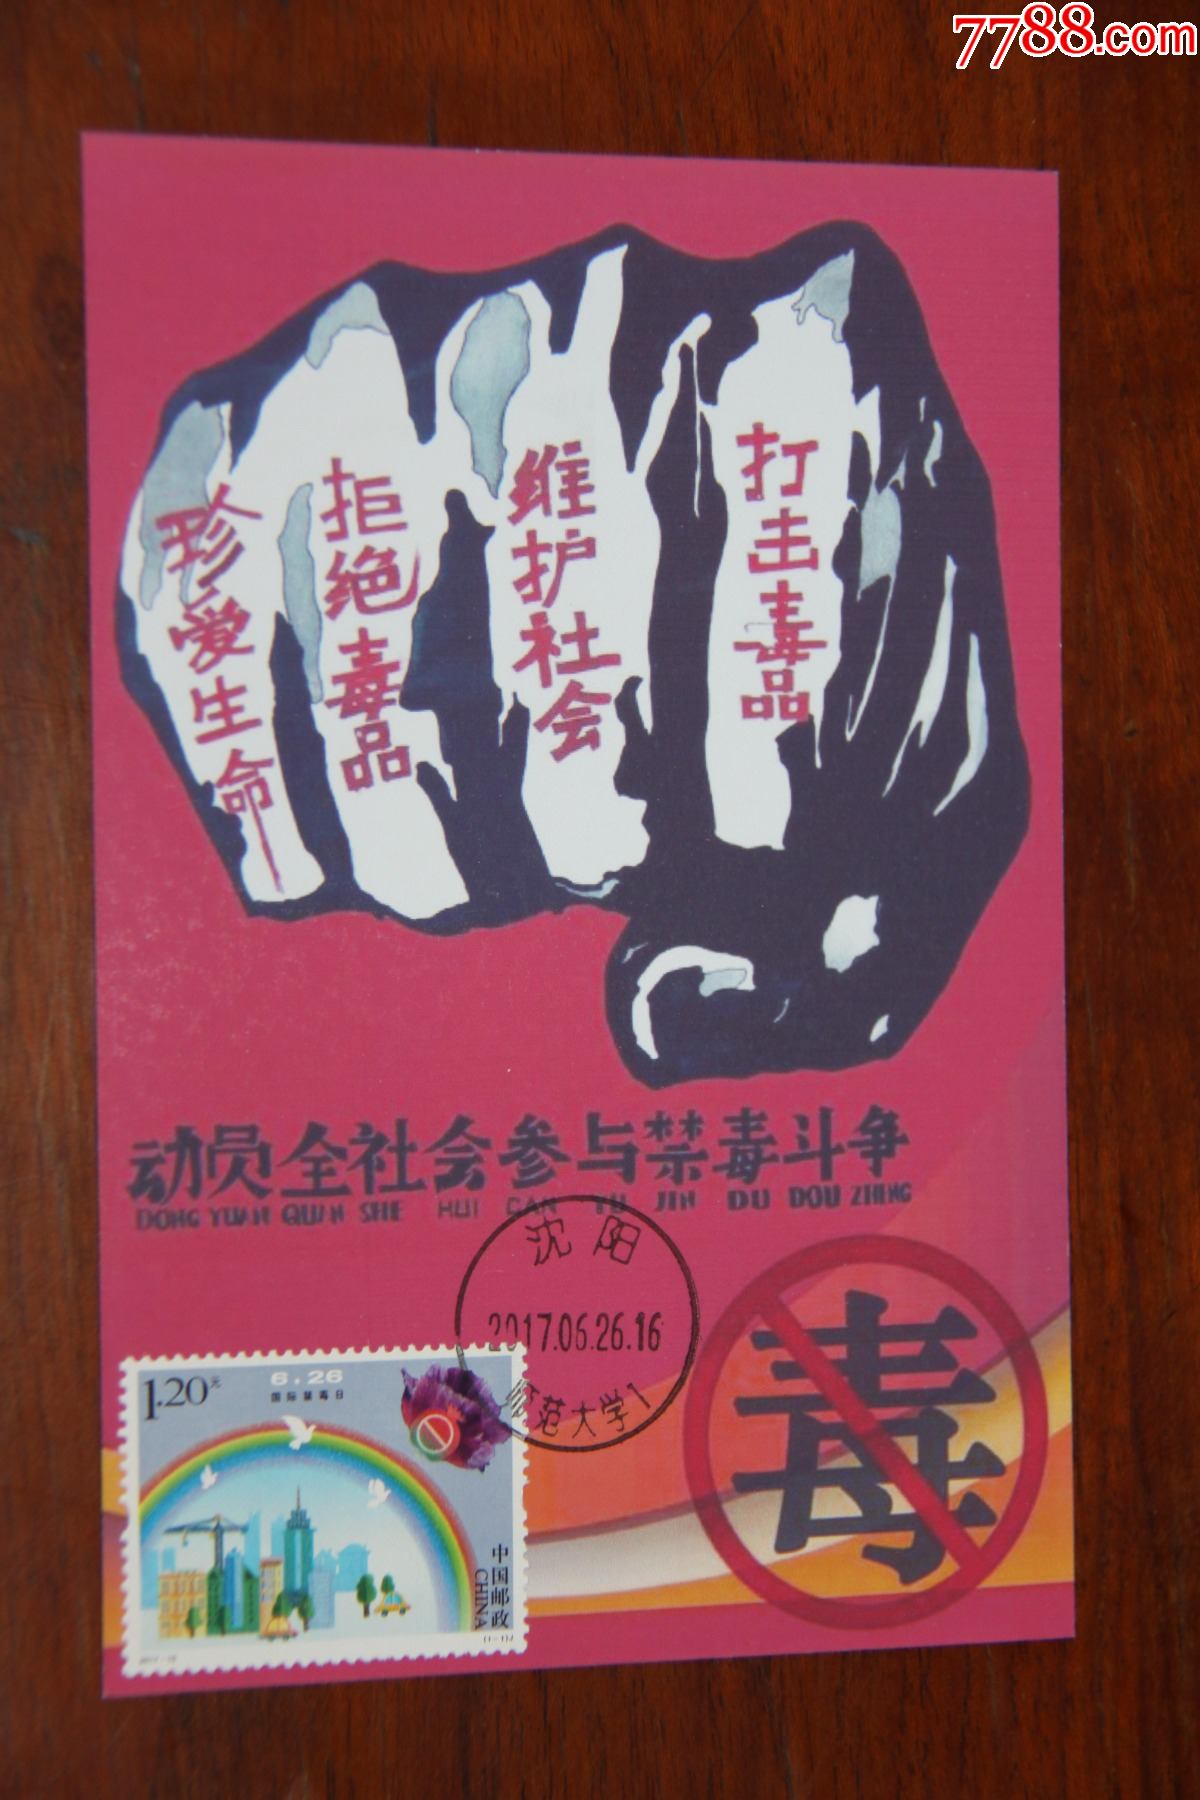 7788.com
珍爱生命
拒绝毒品
维护社会
打击毒品
动员全社会参与禁毒斗争
DONG YUAN QUAN SHE HUI CAN YU JIN DU DOU ZHENG
沈阳
2017.06.26.16
师范大学1
毒
1.20元
6.26
国际禁毒日
中国邮政
CHINA
(1-1)